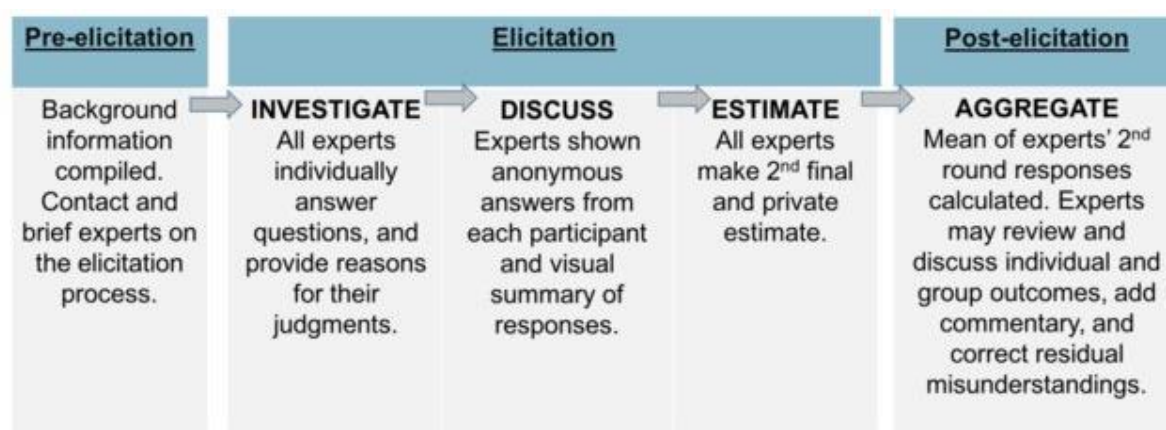 Pre-elicitation
Elicitation
Post-elicitation
Background
information
compiled.
Contact and
brief experts on
the elicitation
process.
INVESTIGATE
All experts
individually
answer
questions, and
provide reasons
for their
judgments.
DISCUSS
Experts shown
anonymous
answers from
each participant
and visual
summary of
responses.
ESTIMATE
All experts
make 2nd final
and private
estimate.
AGGREGATE
Mean of experts' 2nd
round responses
calculated. Experts
may review and
discuss individual and
group outcomes, add
commentary, and
correct residual
misunderstandings.